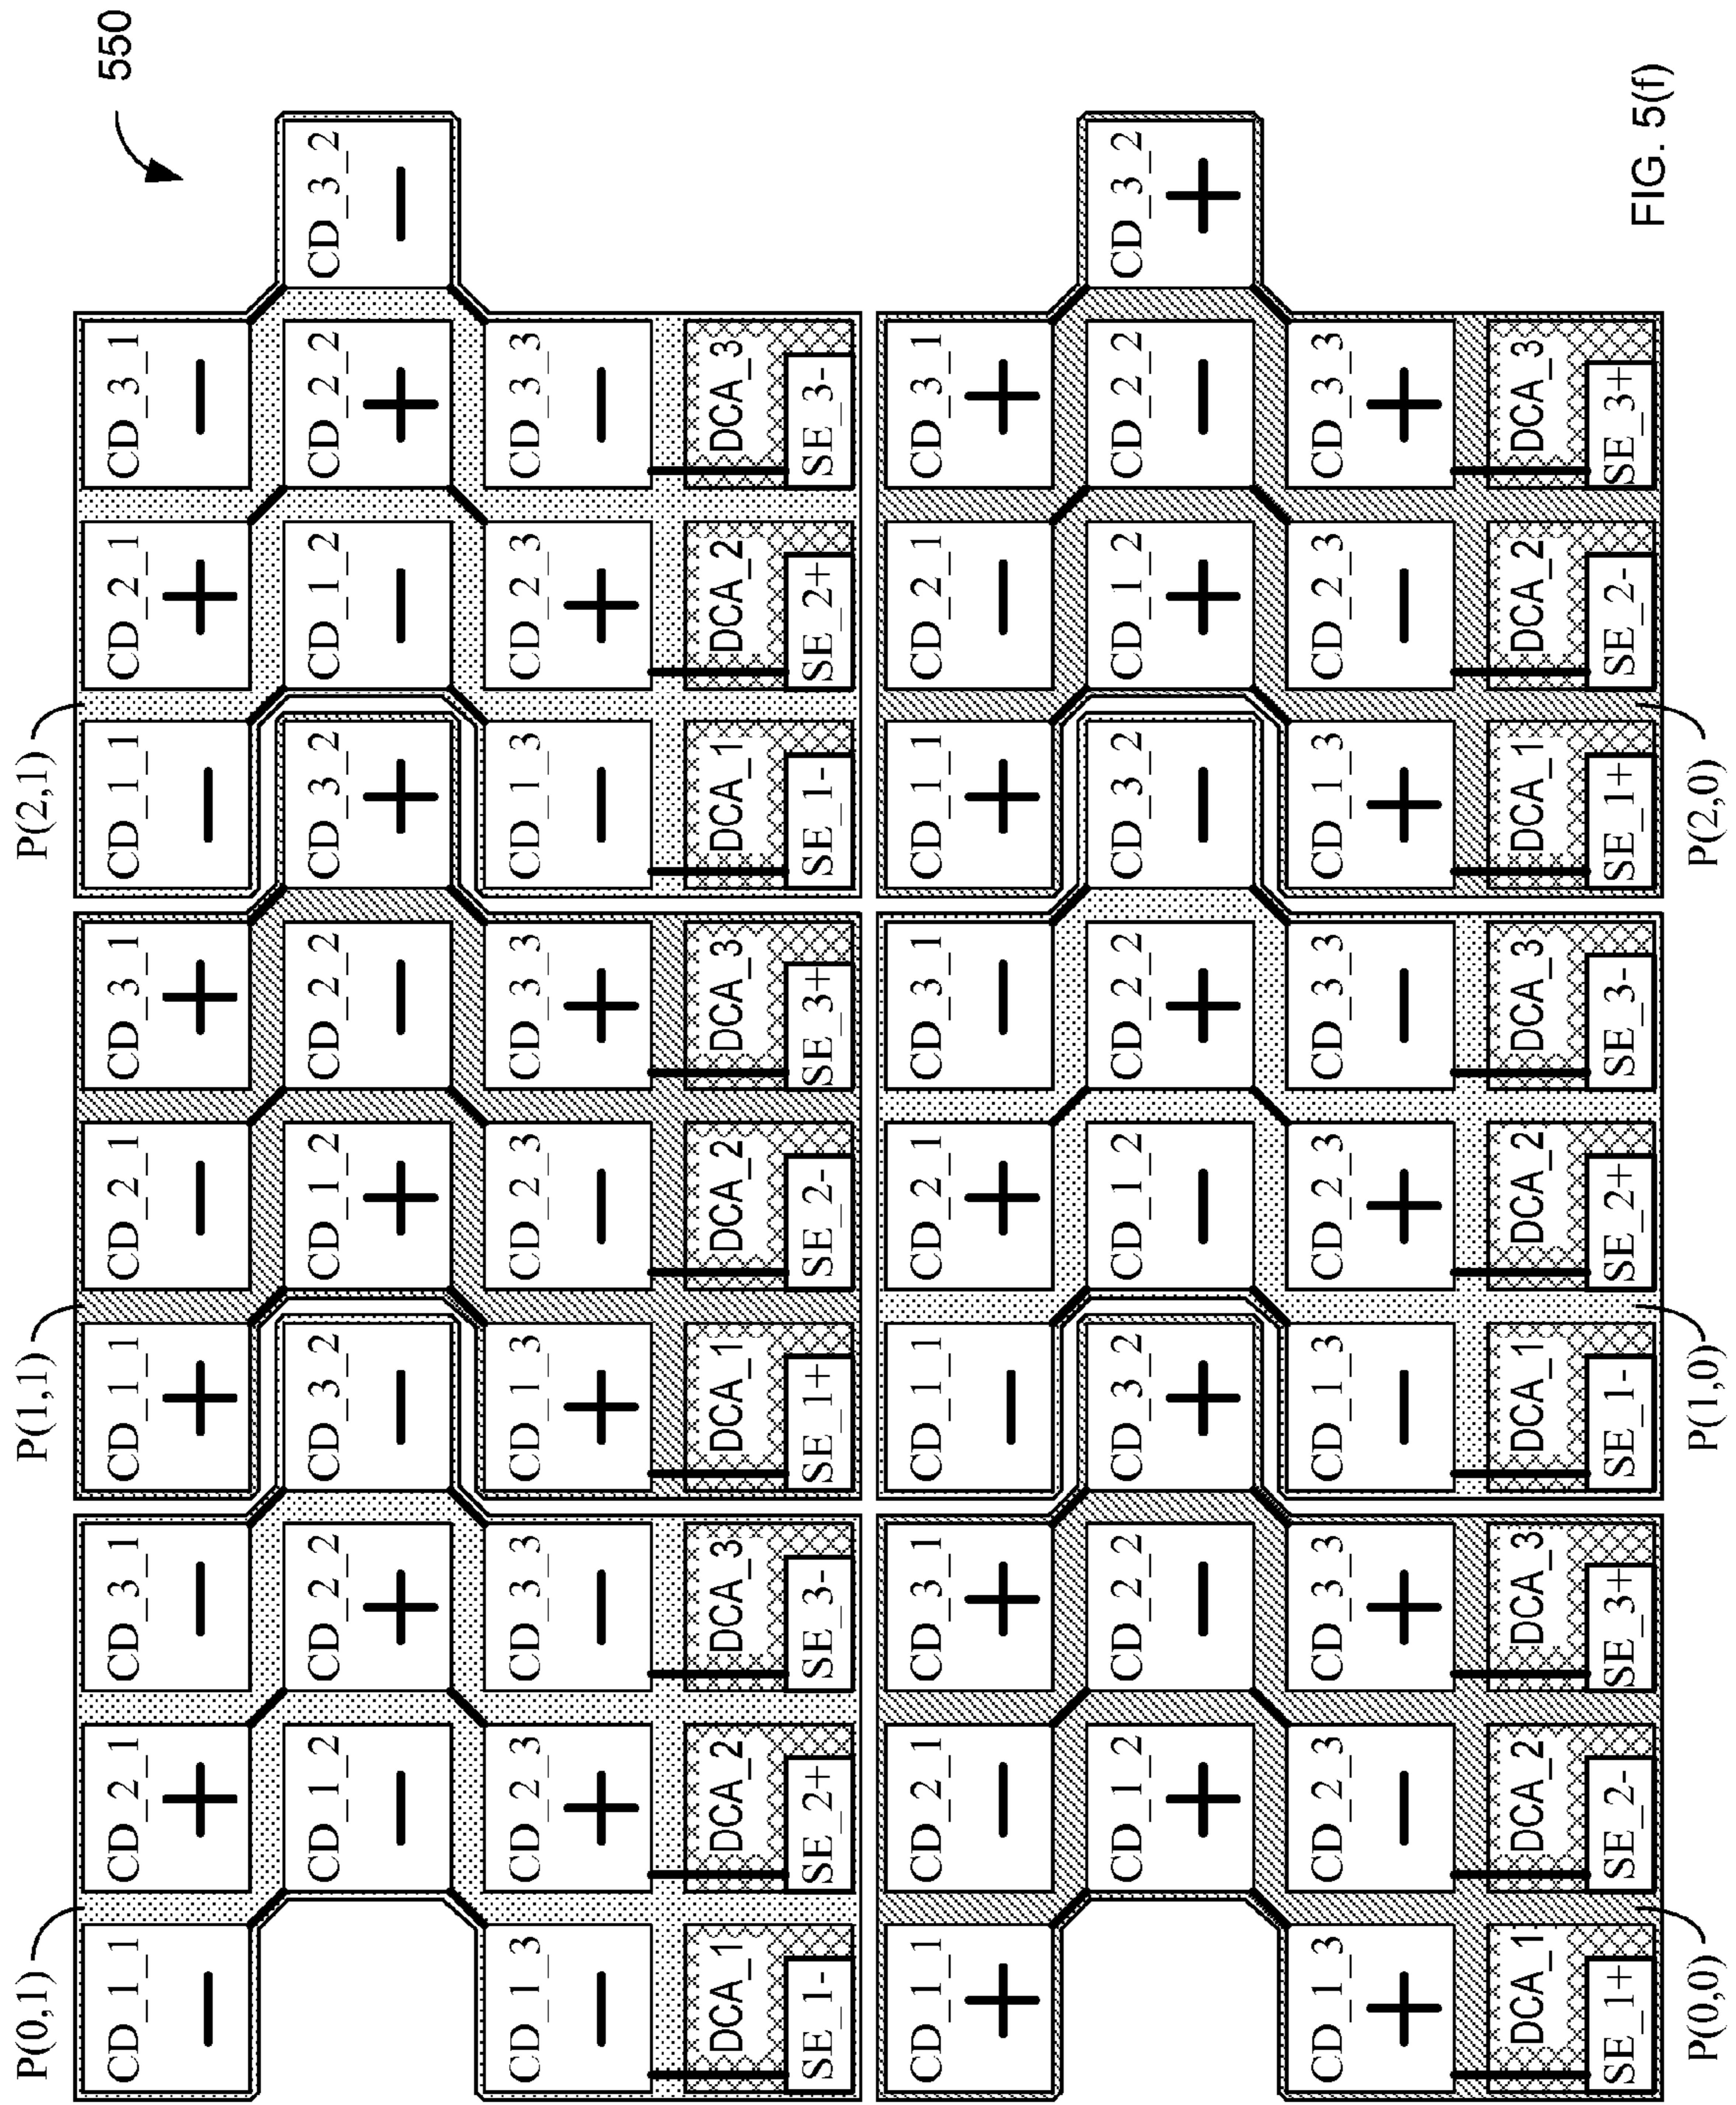 P(0,1) P(1,1) P(2,1)
550
CD_1_1 CD_2_1 CD_3_1 CD_1_1 CD_2_1 CD_3_1 CD_1_1 CD_2_1 CD_3_1
− + − + − + − + −
CD_1_2 CD_2_2 CD_3_2 CD_1_2 CD_2_2 CD_3_2 CD_1_2 CD_2_2 CD_3_2
− + − + − + − + −
CD_1_3 CD_2_3 CD_3_3 CD_1_3 CD_2_3 CD_3_3 CD_1_3 CD_2_3 CD_3_3
− + − + − + − + −
DCA_1 DCA_2 DCA_3 DCA_1 DCA_2 DCA_3 DCA_1 DCA_2 DCA_3
SE_1- SE_2+ SE_3- SE_1+ SE_2- SE_3+ SE_1- SE_2+ SE_3-
CD_1_1 CD_2_1 CD_3_1 CD_1_1 CD_2_1 CD_3_1 CD_1_1 CD_2_1 CD_3_1
+ − + − + − + − +
CD_1_2 CD_2_2 CD_3_2 CD_1_2 CD_2_2 CD_3_2 CD_1_2 CD_2_2 CD_3_2
+ − + − + − + − +
CD_1_3 CD_2_3 CD_3_3 CD_1_3 CD_2_3 CD_3_3 CD_1_3 CD_2_3 CD_3_3
+ − + − + − + − +
DCA_1 DCA_2 DCA_3 DCA_1 DCA_2 DCA_3 DCA_1 DCA_2 DCA_3
SE_1+ SE_2- SE_3+ SE_1- SE_2+ SE_3- SE_1+ SE_2- SE_3+
P(0,0) P(1,0) P(2,0)
FIG. 5(f)